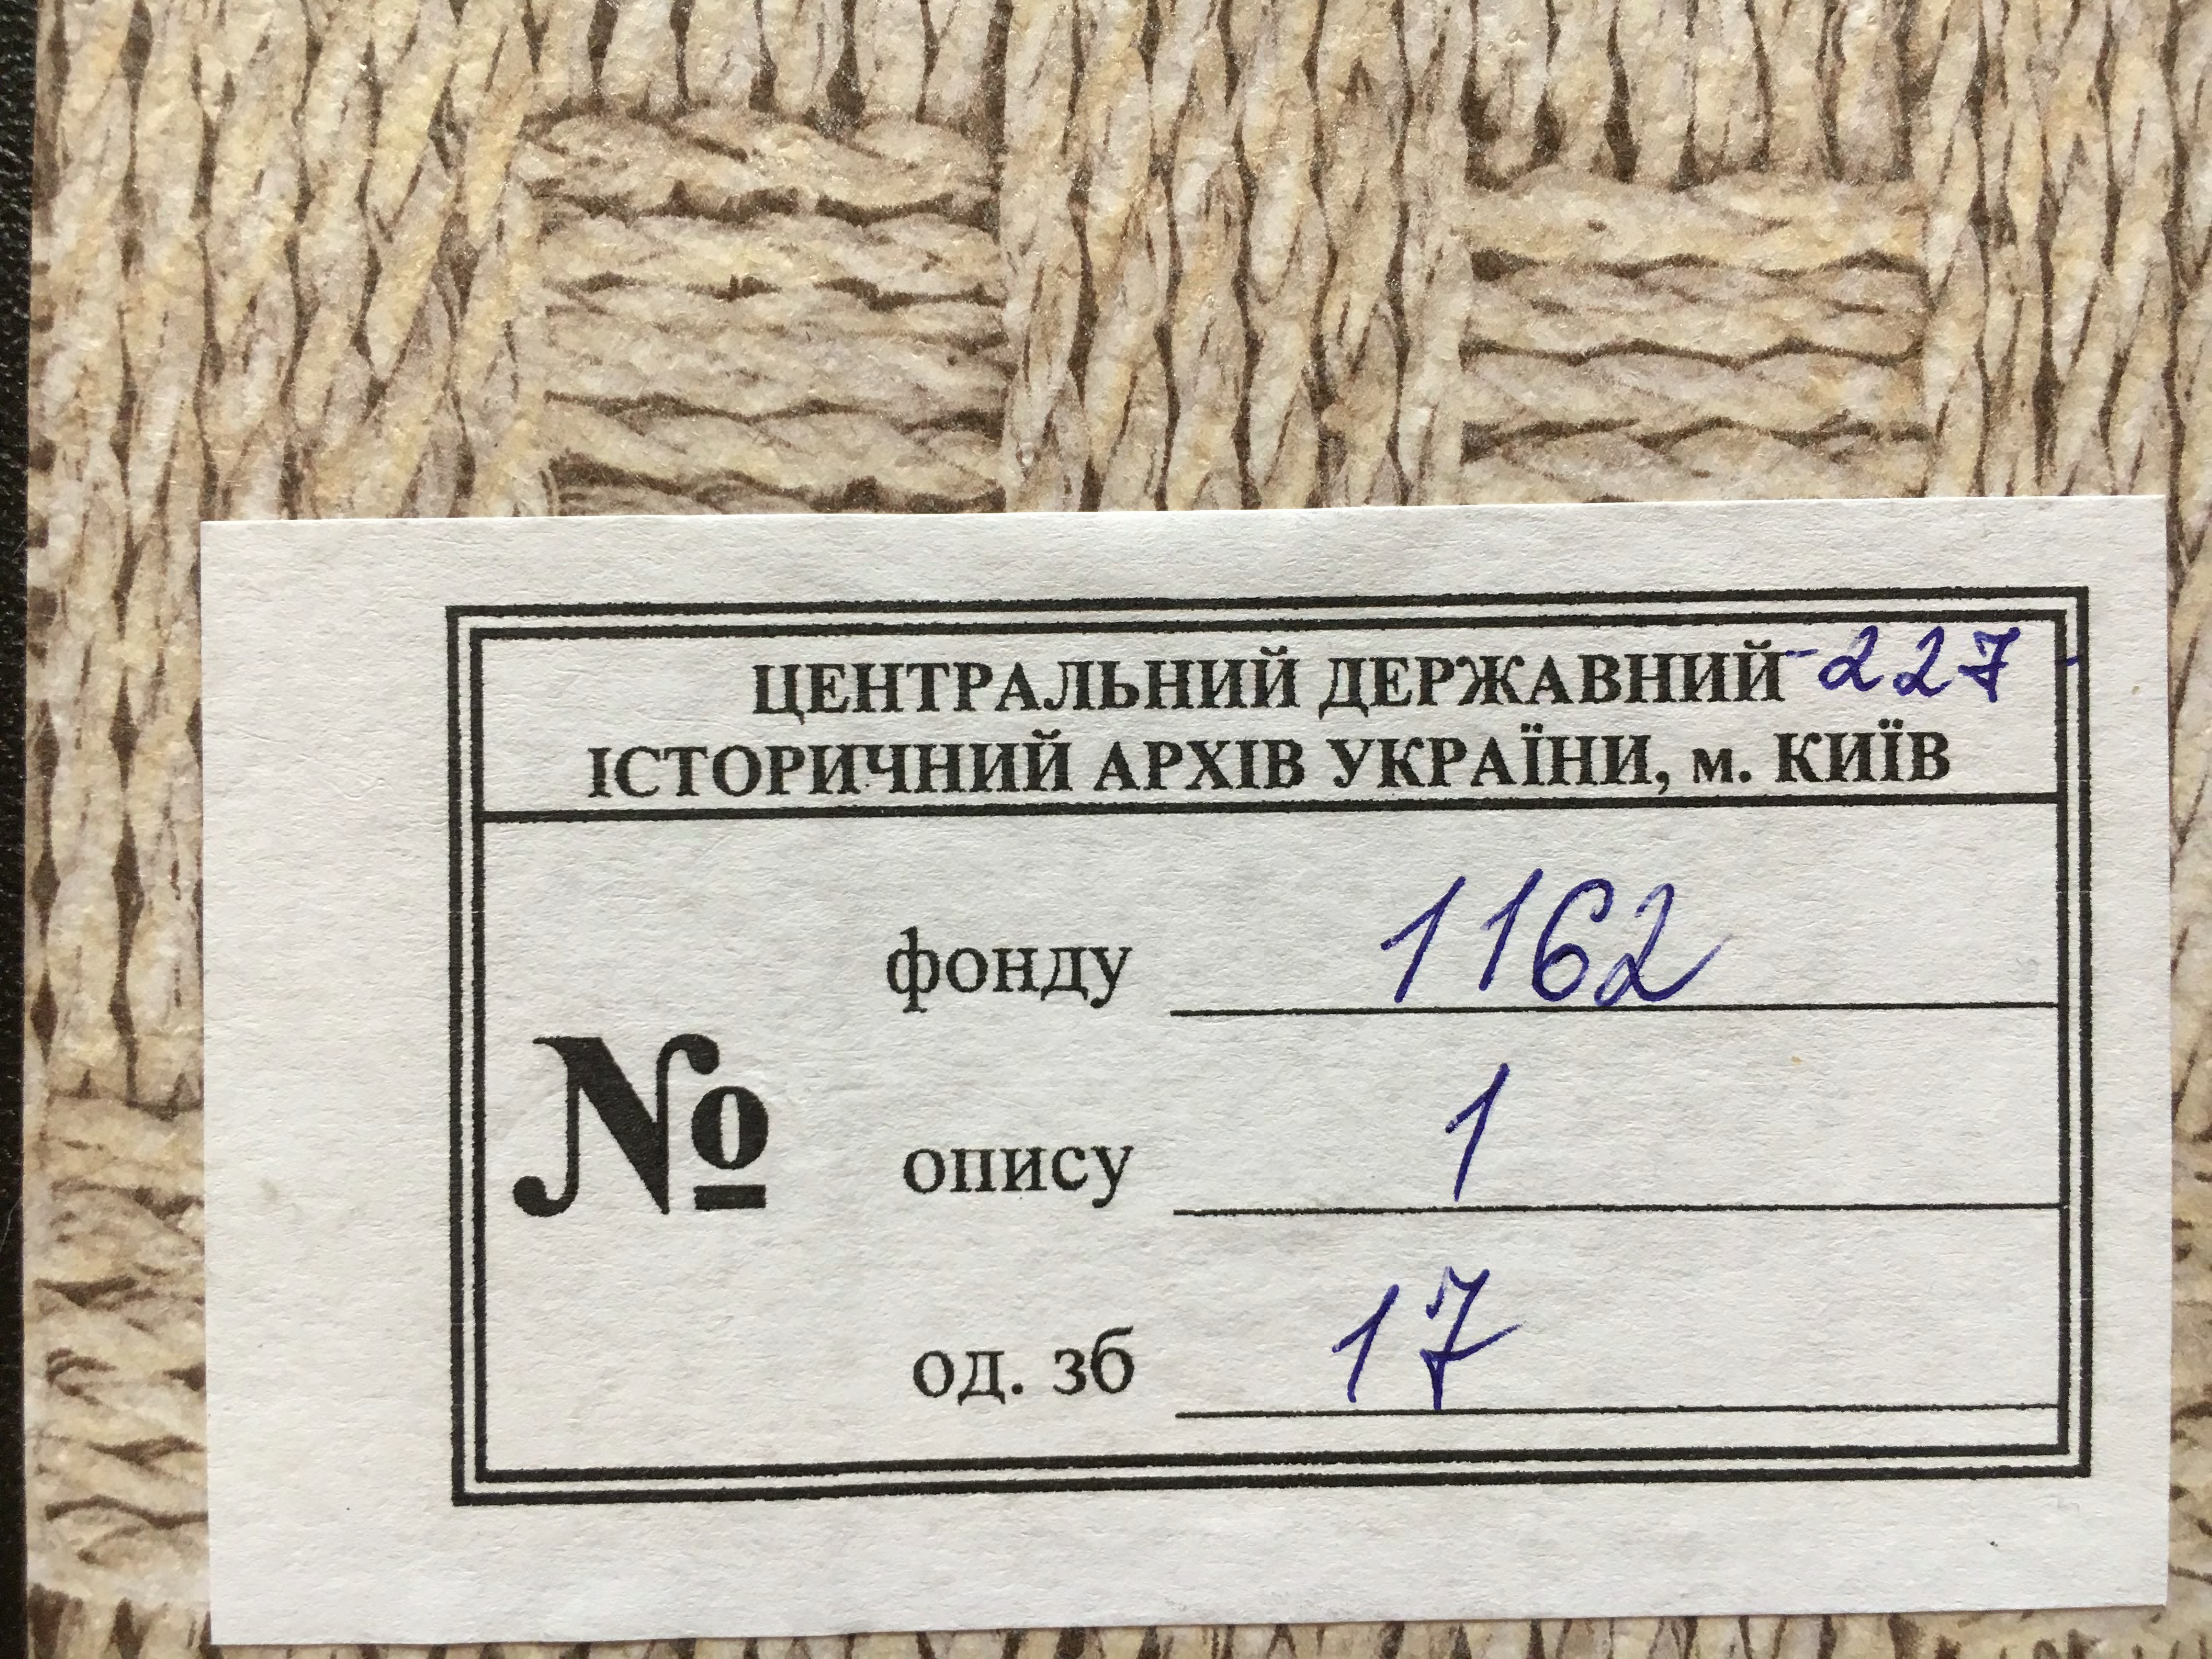 ЦЕНТРАЛЬНИЙ ДЕРЖАВНИЙ -227-
ІСТОРИЧНИЙ АРХІВ УКРАЇНИ, м. КИЇВ
фонду 1162
№ опису 1
од. зб 17